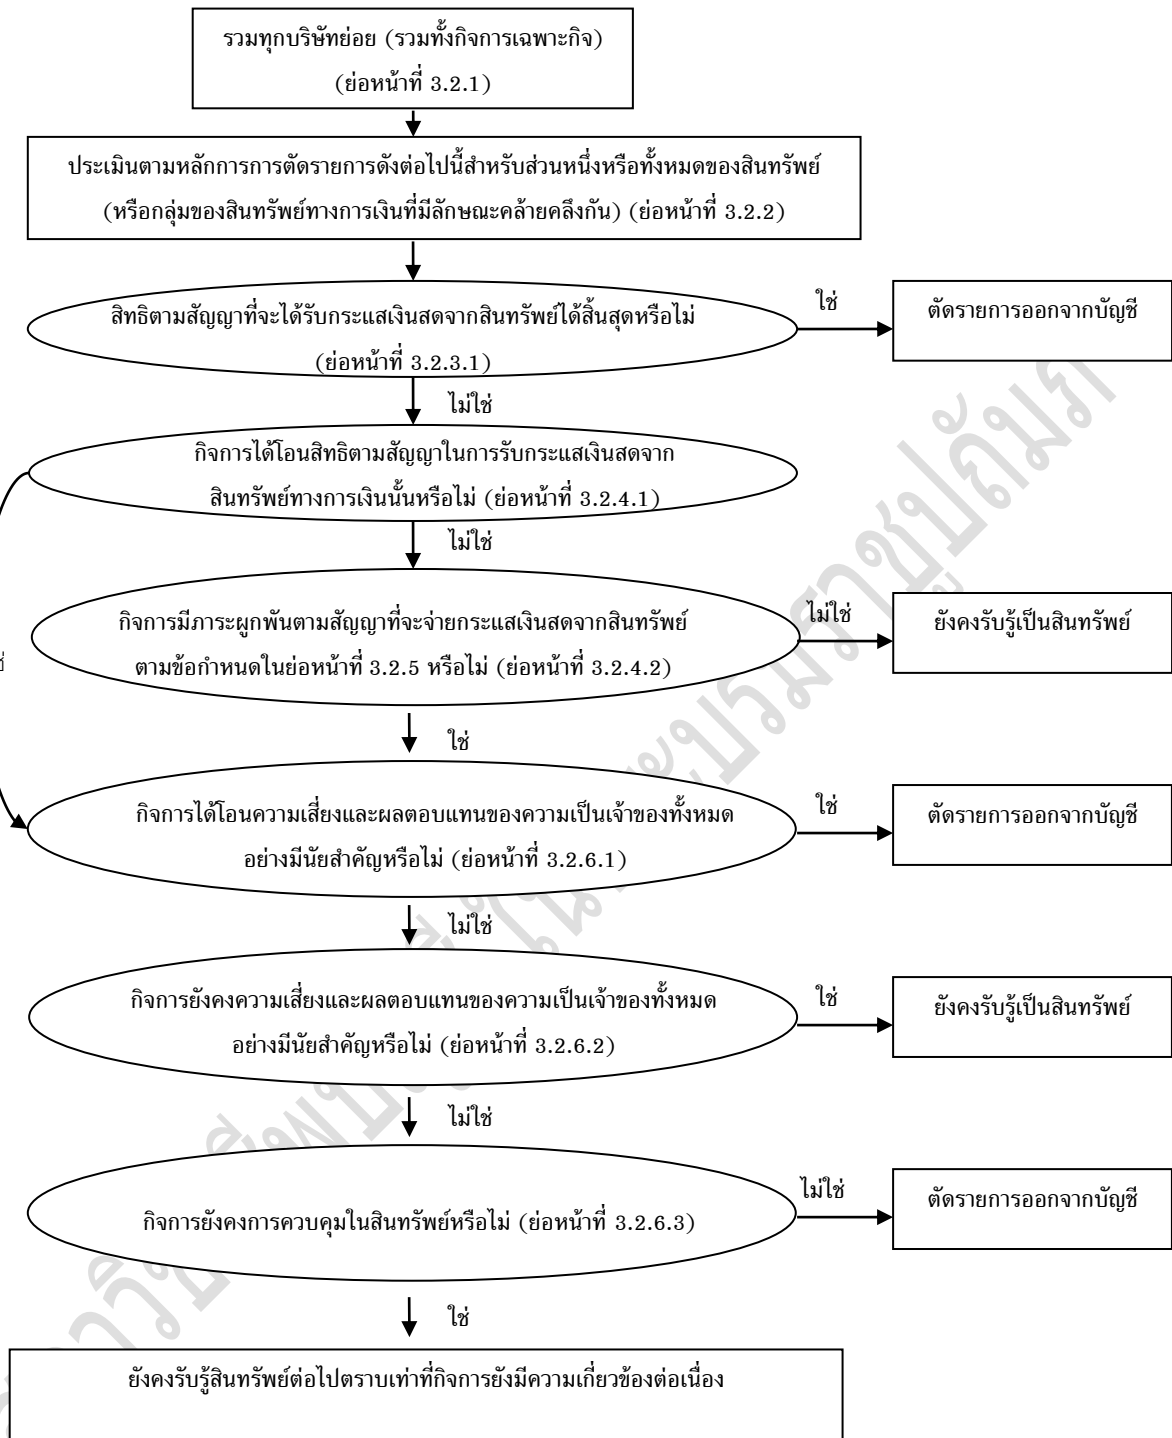 รวมทุกบริษัทย่อย (รวมทั้งกิจการเฉพาะกิจ)
(ย่อหน้าที่ 3.2.1)
ประเมินตามหลักการการตัดรายการดังต่อไปนี้สำหรับส่วนหนึ่งหรือทั้งหมดของสินทรัพย์
(หรือกลุ่มของสินทรัพย์ทางการเงินที่มีลักษณะคล้ายคลึงกัน) (ย่อหน้าที่ 3.2.2)
สิทธิตามสัญญาที่จะได้รับกระแสเงินสดจากสินทรัพย์ได้สิ้นสุดหรือไม่
(ย่อหน้าที่ 3.2.3.1)
ใช่
ตัดรายการออกจากบัญชี
ไม่ใช่
กิจการได้โอนสิทธิตามสัญญาในการรับกระแสเงินสดจาก
สินทรัพย์ทางการเงินนั้นหรือไม่ (ย่อหน้าที่ 3.2.4.1)
ไม่ใช่
กิจการมีภาระผูกพันตามสัญญาที่จะจ่ายกระแสเงินสดจากสินทรัพย์
ตามข้อกำหนดในย่อหน้าที่ 3.2.5 หรือไม่ (ย่อหน้าที่ 3.2.4.2)
ไม่ใช่
ยังคงรับรู้เป็นสินทรัพย์
ใช่
กิจการได้โอนความเสี่ยงและผลตอบแทนของความเป็นเจ้าของทั้งหมด
อย่างมีนัยสำคัญหรือไม่ (ย่อหน้าที่ 3.2.6.1)
ใช่
ตัดรายการออกจากบัญชี
ไม่ใช่
กิจการยังคงความเสี่ยงและผลตอบแทนของความเป็นเจ้าของทั้งหมด
อย่างมีนัยสำคัญหรือไม่ (ย่อหน้าที่ 3.2.6.2)
ใช่
ยังคงรับรู้เป็นสินทรัพย์
ไม่ใช่
กิจการยังคงการควบคุมในสินทรัพย์หรือไม่ (ย่อหน้าที่ 3.2.6.3)
ไม่ใช่
ตัดรายการออกจากบัญชี
ใช่
ยังคงรับรู้สินทรัพย์ต่อไปตราบเท่าที่กิจการยังมีความเกี่ยวข้องต่อเนื่อง